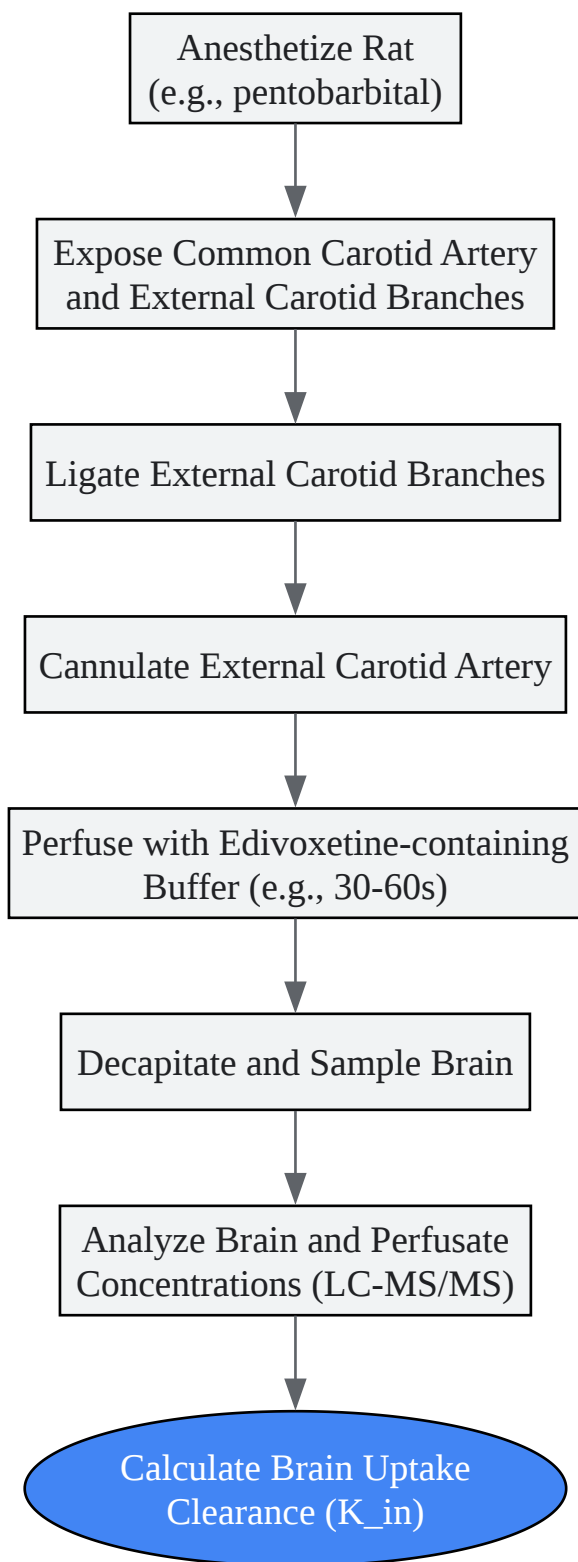 Anesthetize Rat
(e.g., pentobarbital)
Expose Common Carotid Artery
and External Carotid Branches
Ligate External Carotid Branches
Cannulate External Carotid Artery
Perfuse with Edivoxetine-containing
Buffer (e.g., 30-60s)
Decapitate and Sample Brain
Analyze Brain and Perfusate
Concentrations (LC-MS/MS)
Calculate Brain Uptake
Clearance (K_in)